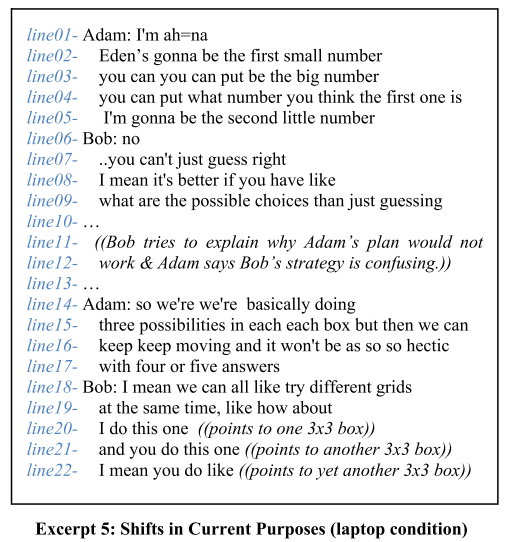 line01- Adam: I'm ah=na
line02- Eden's gonna be the first small number
line03- you can you can put be the big number
line04- you can put what number you think the first one is
line05- I'm gonna be the second little number
line06- Bob: no
line07- ..you can't just guess right
line08- I mean it's better if you have like
line09- what are the possible choices than just guessing
line10- …
line11- ((Bob tries to explain why Adam's plan would not
line12- work & Adam says Bob's strategy is confusing.))
line13- …
line14- Adam: so we're we're basically doing
line15- three possibilities in each each box but then we can
line16- keep keep moving and it won't be as so so hectic
line17- with four or five answers
line18- Bob: I mean we can all like try different grids
line19- at the same time, like how about
line20- I do this one ((points to one 3x3 box))
line21- and you do this one ((points to another 3x3 box))
line22- I mean you do like ((points to yet another 3x3 box))
Excerpt 5: Shifts in Current Purposes (laptop condition)